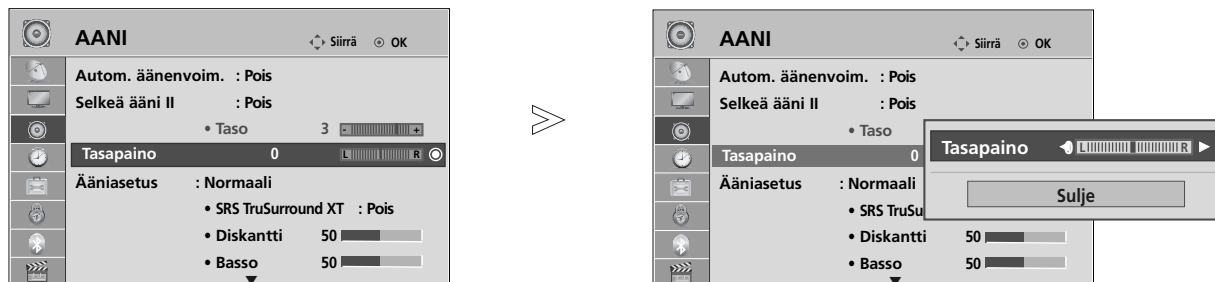 AANI Siirrä OK
Autom. äänenvoim. : Pois
Selkeä ääni II : Pois
• Taso 3 - +
Tasapaino 0 L R
Ääniasetus : Normaali
• SRS TruSurround XT : Pois
• Diskantti 50
• Basso 50
AANI Siirrä OK
Autom. äänenvoim. : Pois
Selkeä ääni II : Pois
• Taso
Tasapaino 0
Ääniasetus : Normaali
• SRS TruSu
• Diskantti 50
• Basso 50
Tasapaino L R
Sulje